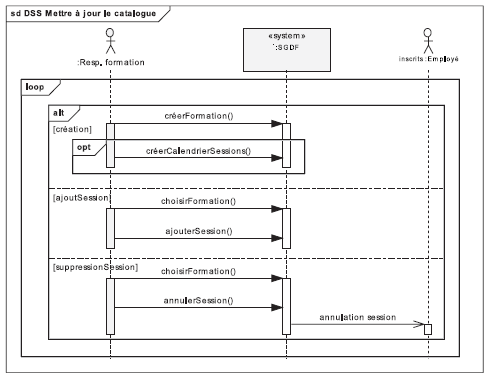 sd DSS Mettre à jour le catalogue
«system»
:Resp. formation
:SGDF
inscrits :Employé
loop
alt
créerFormation()
[création]
opt
créerCalendrierSessions()
[ajoutSession]
choisirFormation()
ajouterSession()
[suppressionSession]
choisirFormation()
annulerSession()
annulation session